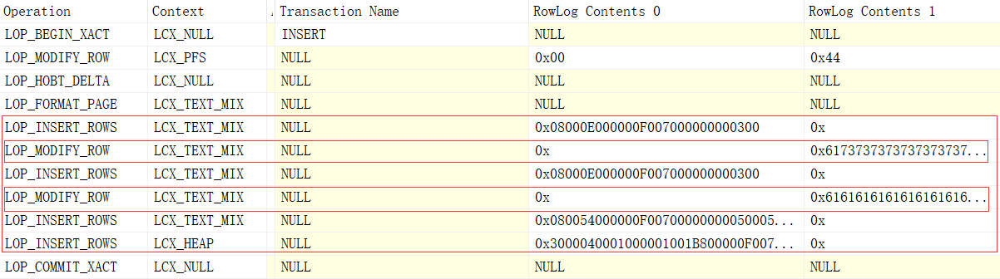 Operation Context Transaction Name RowLog Contents 0 RowLog Contents 1
LOP_BEGIN_XACT LCX_NULL INSERT NULL NULL
LOP_MODIFY_ROW LCX_PFS NULL 0x00 0x44
LOP_HOBT_DELTA LCX_NULL NULL NULL NULL
LOP_FORMAT_PAGE LCX_TEXT_MIX NULL NULL NULL
LOP_INSERT_ROWS LCX_TEXT_MIX NULL 0x08000E000000F007000000000300 0x
LOP_MODIFY_ROW LCX_TEXT_MIX NULL 0x 0x6173737373737373737...
LOP_INSERT_ROWS LCX_TEXT_MIX NULL 0x08000E000000F007000000000300 0x
LOP_MODIFY_ROW LCX_TEXT_MIX NULL 0x 0x6161616161616161616...
LOP_INSERT_ROWS LCX_TEXT_MIX NULL 0x080054000000F00700000000050005... 0x
LOP_INSERT_ROWS LCX_HEAP NULL 0x3000040001000001001B800000F007... 0x
LOP_COMMIT_XACT LCX_NULL NULL NULL NULL